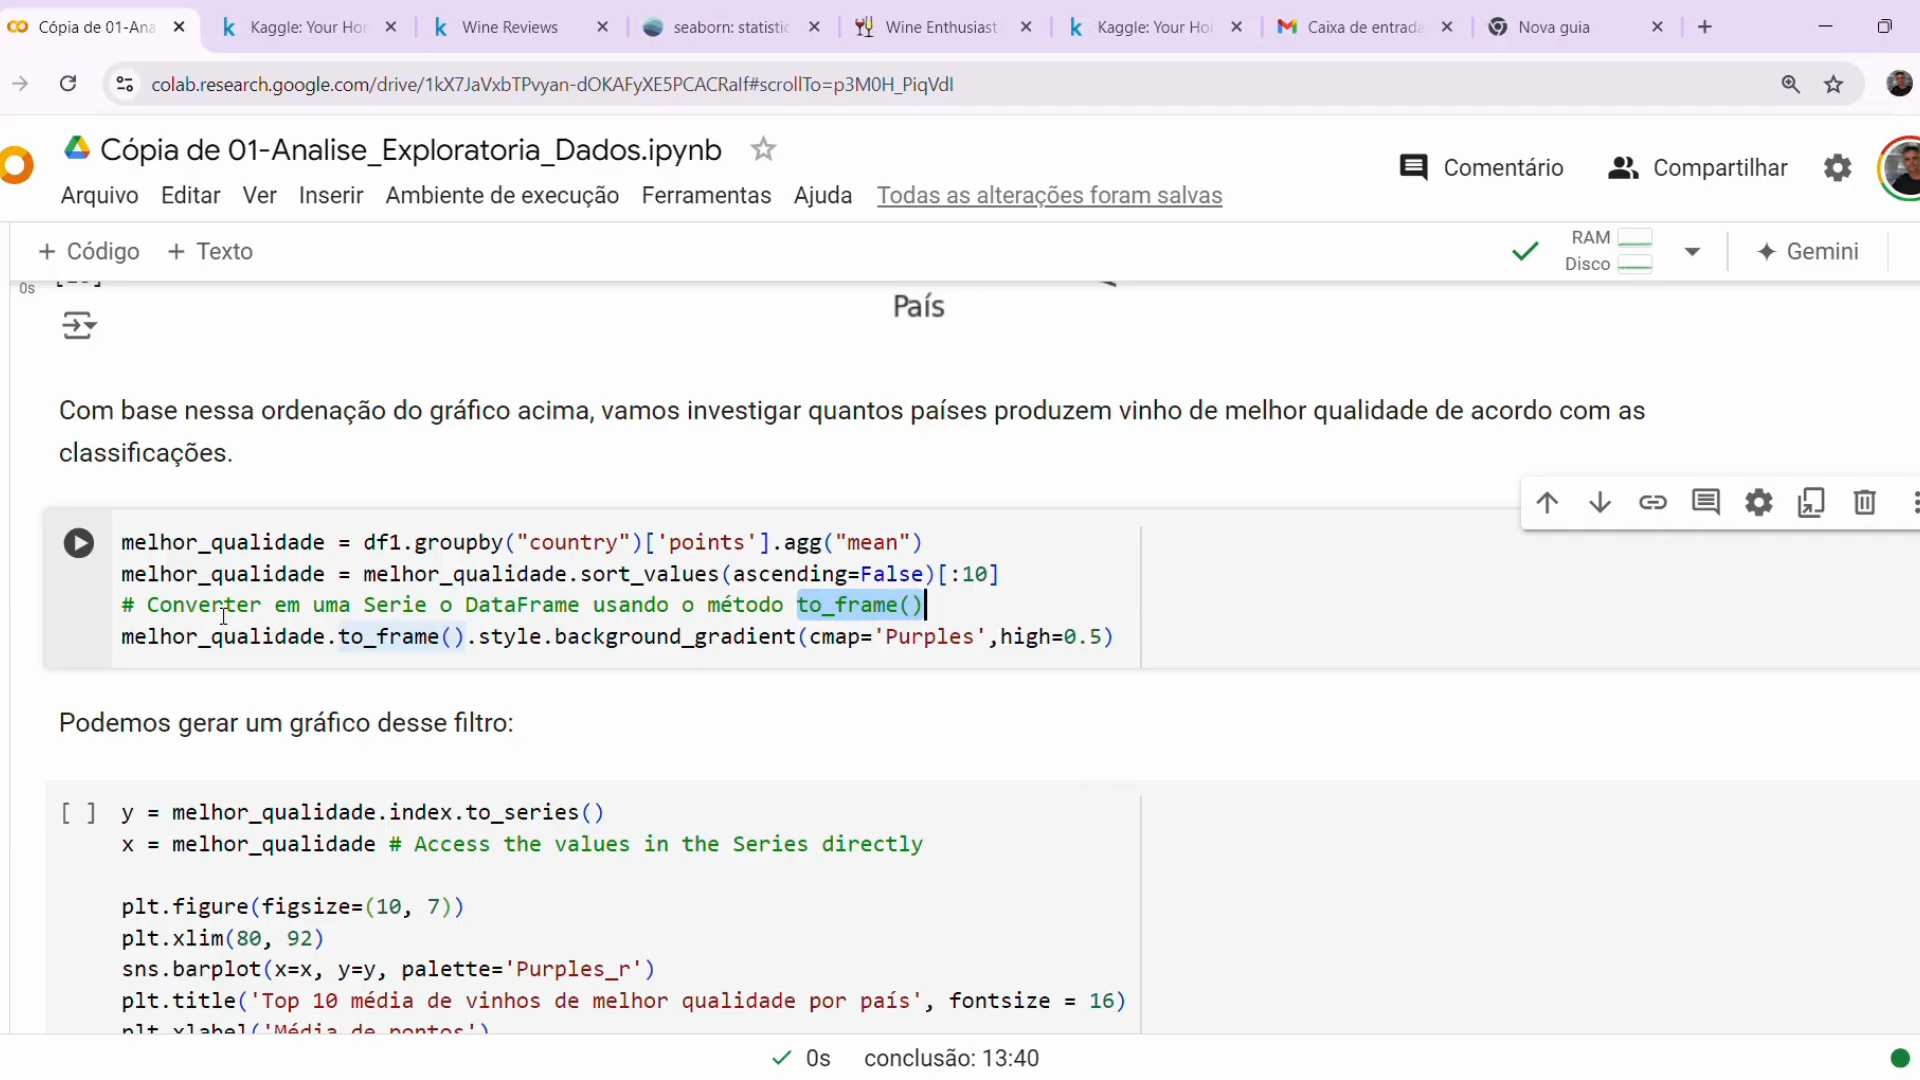 Cópia de 01-Ana
Kaggle: Your Ho
Wine Reviews
seaborn: statistic
Wine Enthusiast
Kaggle: Your Ho
Caixa de entrada
Nova guia
colab.research.google.com/drive/1kX7JaVxbTPvyan-dOKAFyXE5PCACRaIf#scrollTo=p3M0H_PiqVdI
Cópia de 01-Analise_Exploratoria_Dados.ipynb
Comentário
Compartilhar
Arquivo Editar Ver Inserir Ambiente de execução Ferramentas Ajuda Todas as alterações foram salvas
+ Código + Texto
RAM
Disco
Gemini
0s
País
Com base nessa ordenação do gráfico acima, vamos investigar quantos países produzem vinho de melhor qualidade de acordo com as
classificações.
melhor_qualidade = df1.groupby("country")['points'].agg("mean")
melhor_qualidade = melhor_qualidade.sort_values(ascending=False)[:10]
# Converter em uma Serie o DataFrame usando o método to_frame()
melhor_qualidade.to_frame().style.background_gradient(cmap='Purples',high=0.5)
Podemos gerar um gráfico desse filtro:
[ ] y = melhor_qualidade.index.to_series()
x = melhor_qualidade # Access the values in the Series directly
plt.figure(figsize=(10, 7))
plt.xlim(80, 92)
sns.barplot(x=x, y=y, palette='Purples_r')
plt.title('Top 10 média de vinhos de melhor qualidade por país', fontsize = 16)
plt.xlabel('Média de pontos')
0s conclusão: 13:40